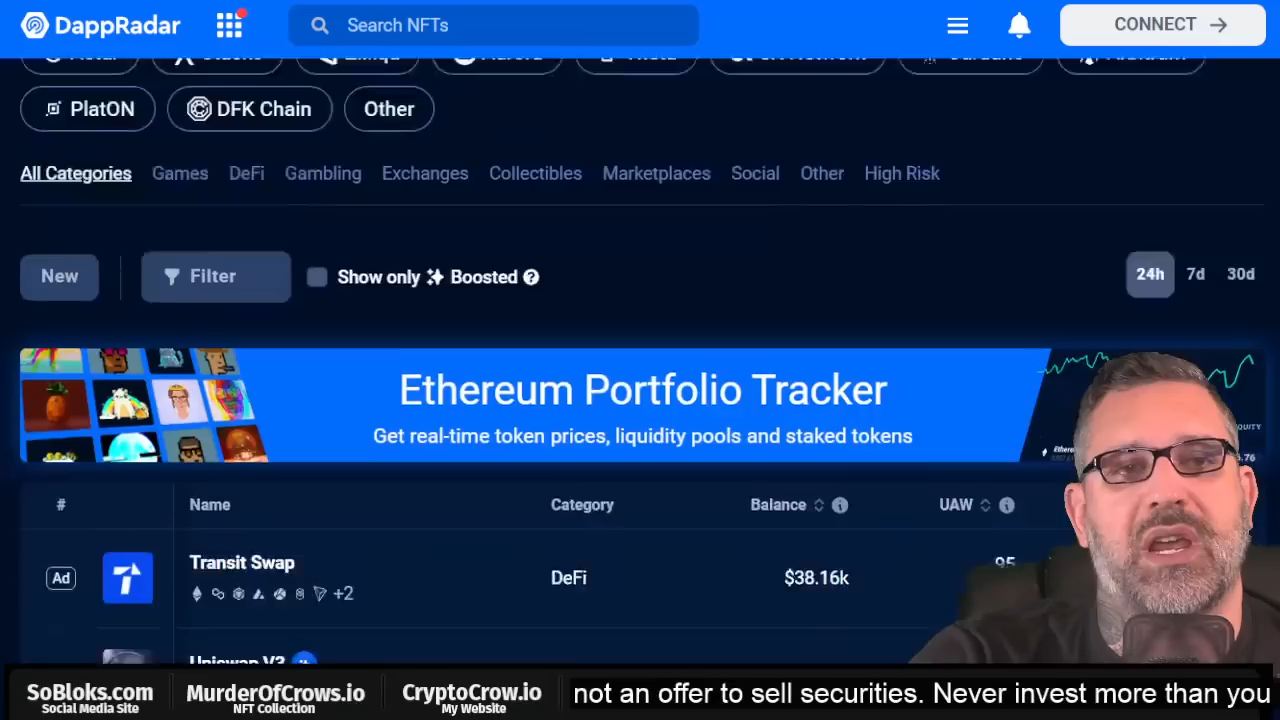 DappRadar
Search NFTs
CONNECT
PlatON
DFK Chain
Other
All Categories Games DeFi Gambling Exchanges Collectibles Marketplaces Social Other High Risk
New
Filter
Show only Boosted
24h 7d 30d
Ethereum Portfolio Tracker
Get real-time token prices, liquidity pools and staked tokens
# Name Category Balance UAW
Ad
Transit Swap
+2
DeFi
$38.16k
95
Uniswap V3
SoBloks.com
Social Media Site
MurderOfCrows.io
NFT Collection
CryptoCrow.io
My Website
not an offer to sell securities. Never invest more than you